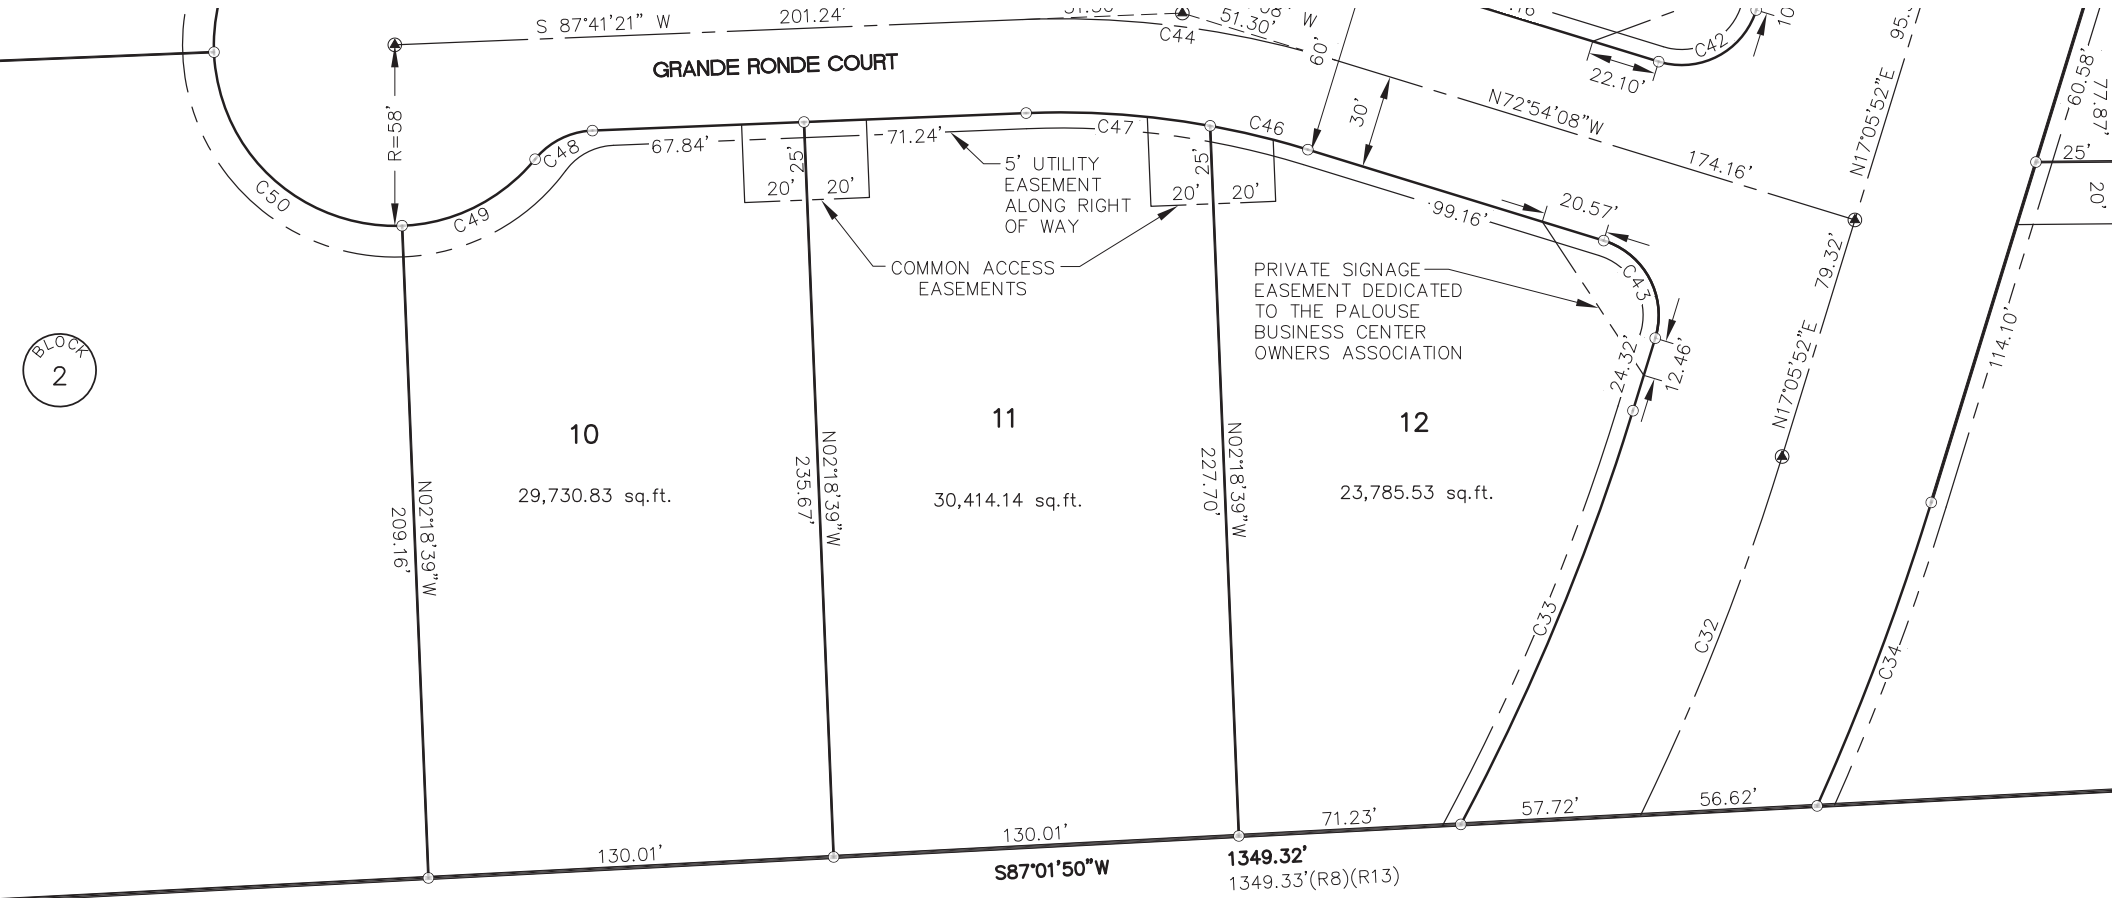 S 87°41'21" W
201.24'
51.30'
W
.16
C42
10
95.
C44
60'
22.10'
60.58'
77.87'
GRANDE RONDE COURT
R=58'
30'
N72°54'08"W
N17°05'52"E
174.16'
25'
20'
C50
C49
C48
67.84'
71.24'
C47
C46
25'
20'
20'
25'
20'
20'
5' UTILITY
EASEMENT
ALONG RIGHT
OF WAY
99.16'
20.57'
COMMON ACCESS
EASEMENTS
PRIVATE SIGNAGE
EASEMENT DEDICATED
TO THE PALOUSE
BUSINESS CENTER
OWNERS ASSOCIATION
C43
79.32'
N17°05'52"E
24.32'
12.46'
114.10'
BLOCK
2
10
29,730.83 sq.ft.
11
30,414.14 sq.ft.
12
23,785.53 sq.ft.
N02°18'39"W
209.16'
N02°18'39"W
235.67'
N02°18'39"W
227.70'
C33
C32
C34
130.01'
130.01'
71.23'
57.72'
56.62'
S87°01'50"W
1349.32'
1349.33'(R8)(R13)